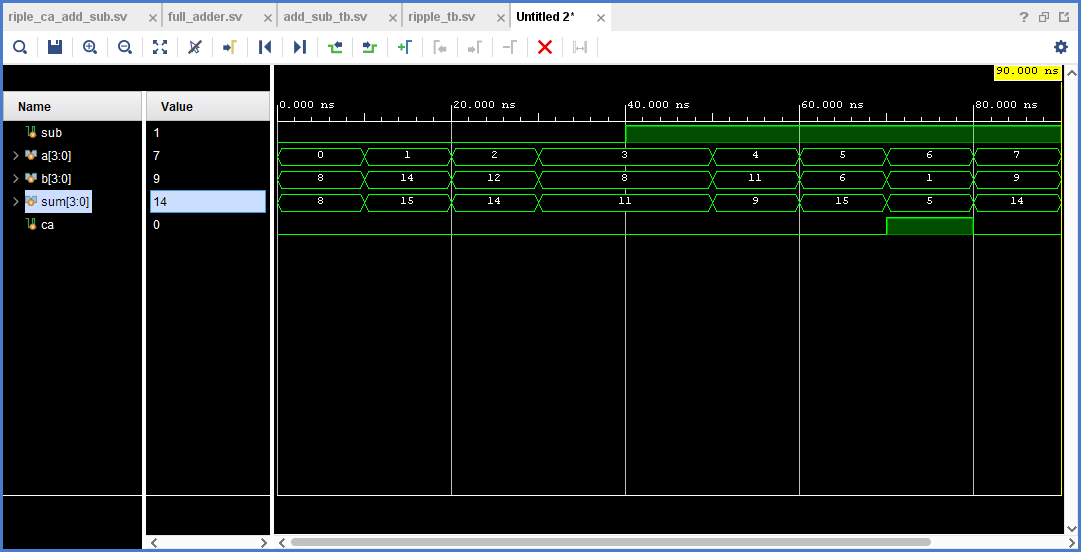 riple_ca_add_sub.sv full_adder.sv add_sub_tb.sv ripple_tb.sv Untitled 2*
90.000 ns
Name Value
0.000 ns 20.000 ns 40.000 ns 60.000 ns 80.000 ns
sub 1
a[3:0] 7 0 1 2 3 4 5 6 7
b[3:0] 9 8 14 12 8 11 6 1 9
sum[3:0] 14 8 15 14 11 9 15 5 14
ca 0